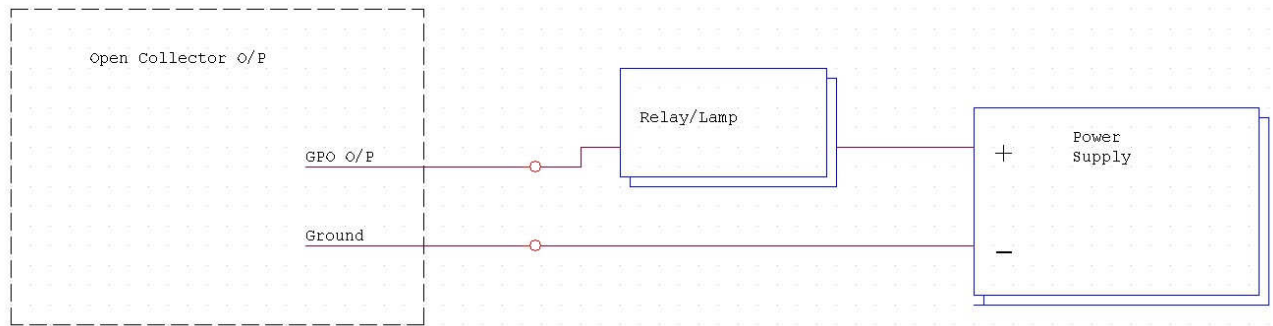 Open Collector O/P
Relay/Lamp
Power
Supply
GPO O/P
+
Ground
−